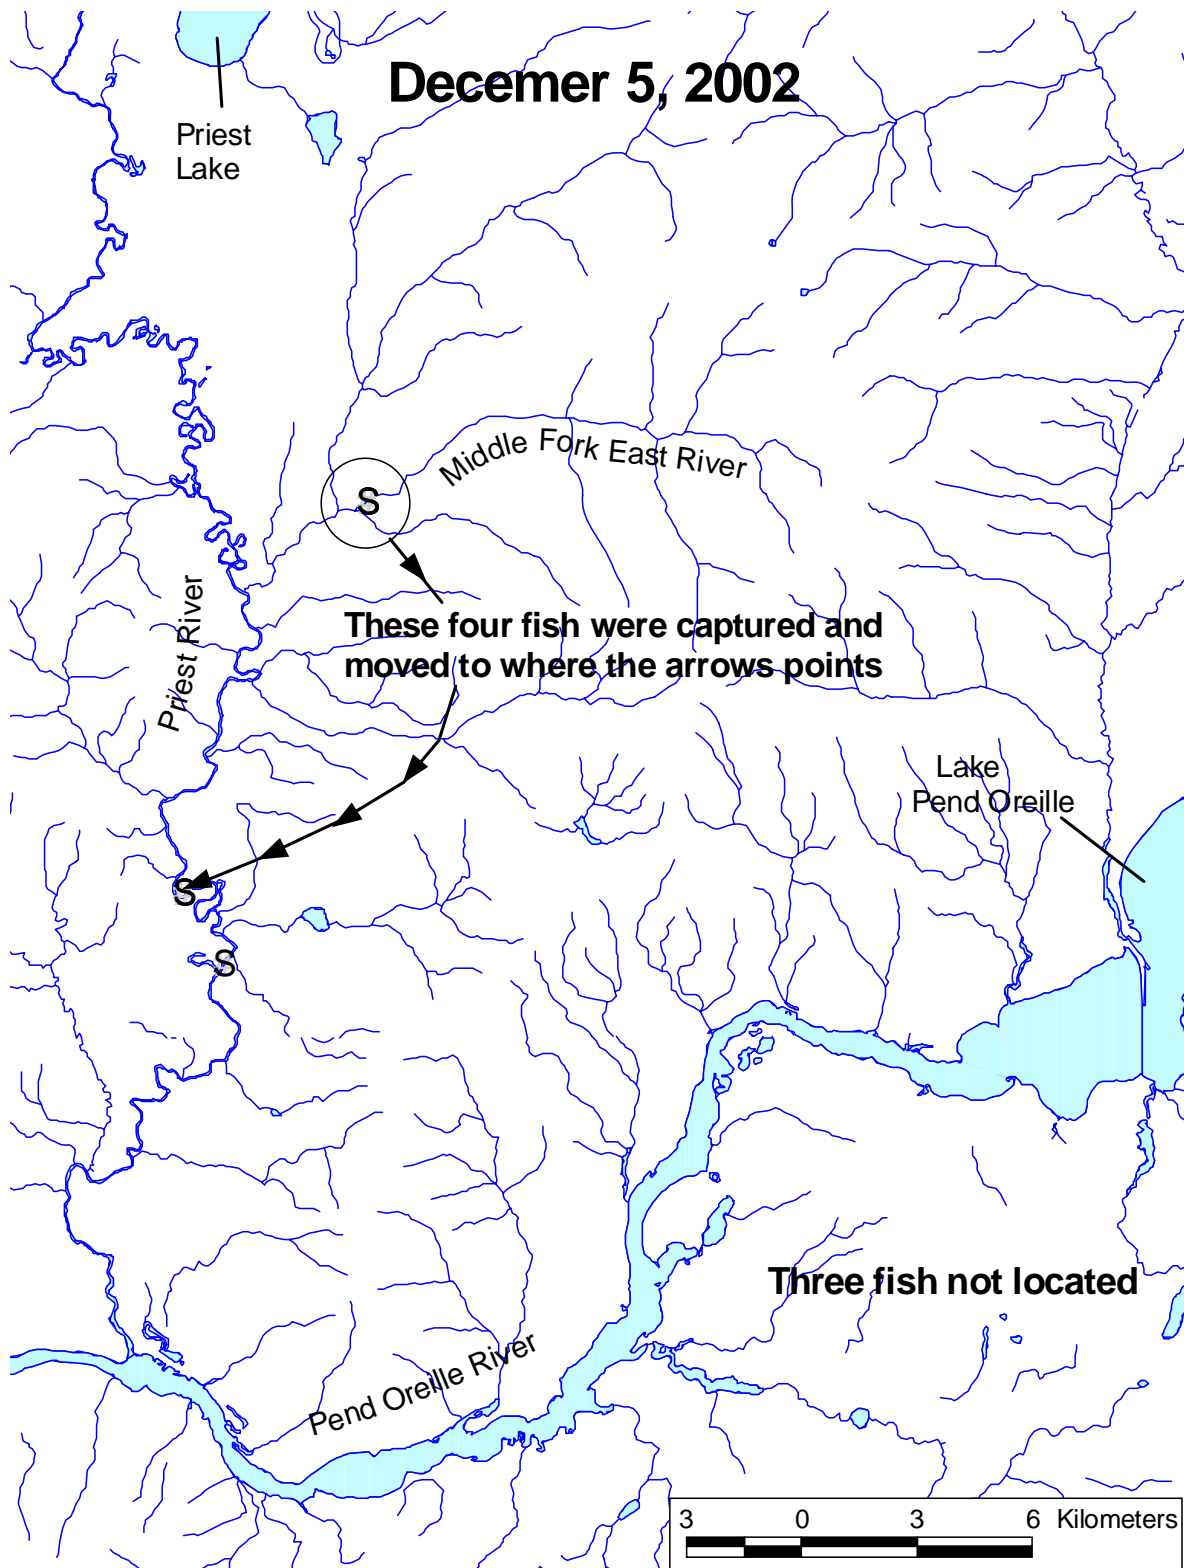 Decemer 5, 2002
Priest
Lake
Middle Fork East River
S
Priest River
These four fish were captured and
moved to where the arrows points
Lake
Pend Oreille
S
S
Three fish not located
Pend Oreille River
3 0 3 6 Kilometers